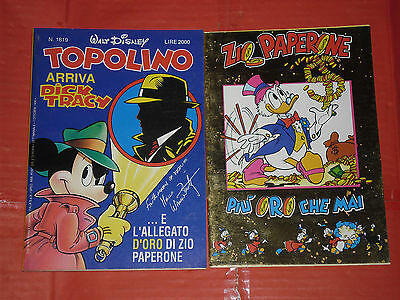 N. 1819
WALT DISNEY
LIRE 2000
TOPOLINO
ARRIVA
DICK
TRACY
... E
L'ALLEGATO
D'ORO DI ZIO
PAPERONE
ZIO PAPERONE
PIU' ORO CHE MAI